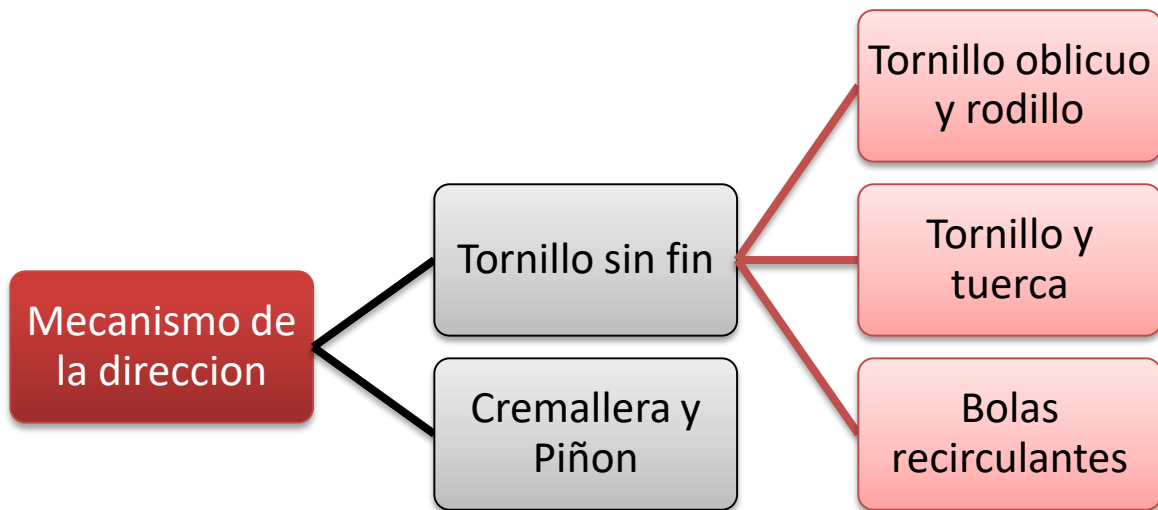 Mecanismo de
la direccion
Tornillo sin fin
Cremallera y
Piñon
Tornillo oblicuo
y rodillo
Tornillo y
tuerca
Bolas
recirculantes